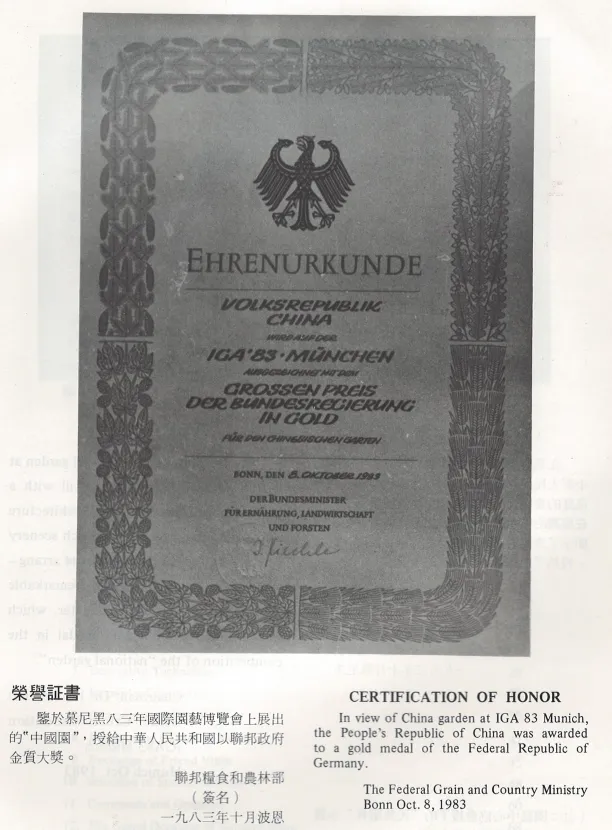 EHRENURKUNDE
VOLKSREPUBLIK
CHINA
WIRD AUF DER
IGA'83 · MÜNCHEN
AUSGEZEICHNET MIT DEM
GROSSEN PREIS
DER BUNDESREGIERUNG
IN GOLD
FÜR DEN CHINESISCHEN GARTEN
BONN, DEN 8. OKTOBER 1983
DER BUNDESMINISTER
FÜR ERNÄHRUNG, LANDWIRTSCHAFT
UND FORSTEN
榮譽証書
鑒於慕尼黑八三年國際園藝博覽會上展出
的"中國園"，授給中華人民共和國以聯邦政府
金質大獎。
聯邦糧食和農林部
（簽名）
一九八三年十月波恩
CERTIFICATION OF HONOR
In view of China garden at IGA 83 Munich,
the People's Republic of China was awarded
to a gold medal of the Federal Republic of
Germany.
The Federal Grain and Country Ministry
Bonn Oct. 8, 1983